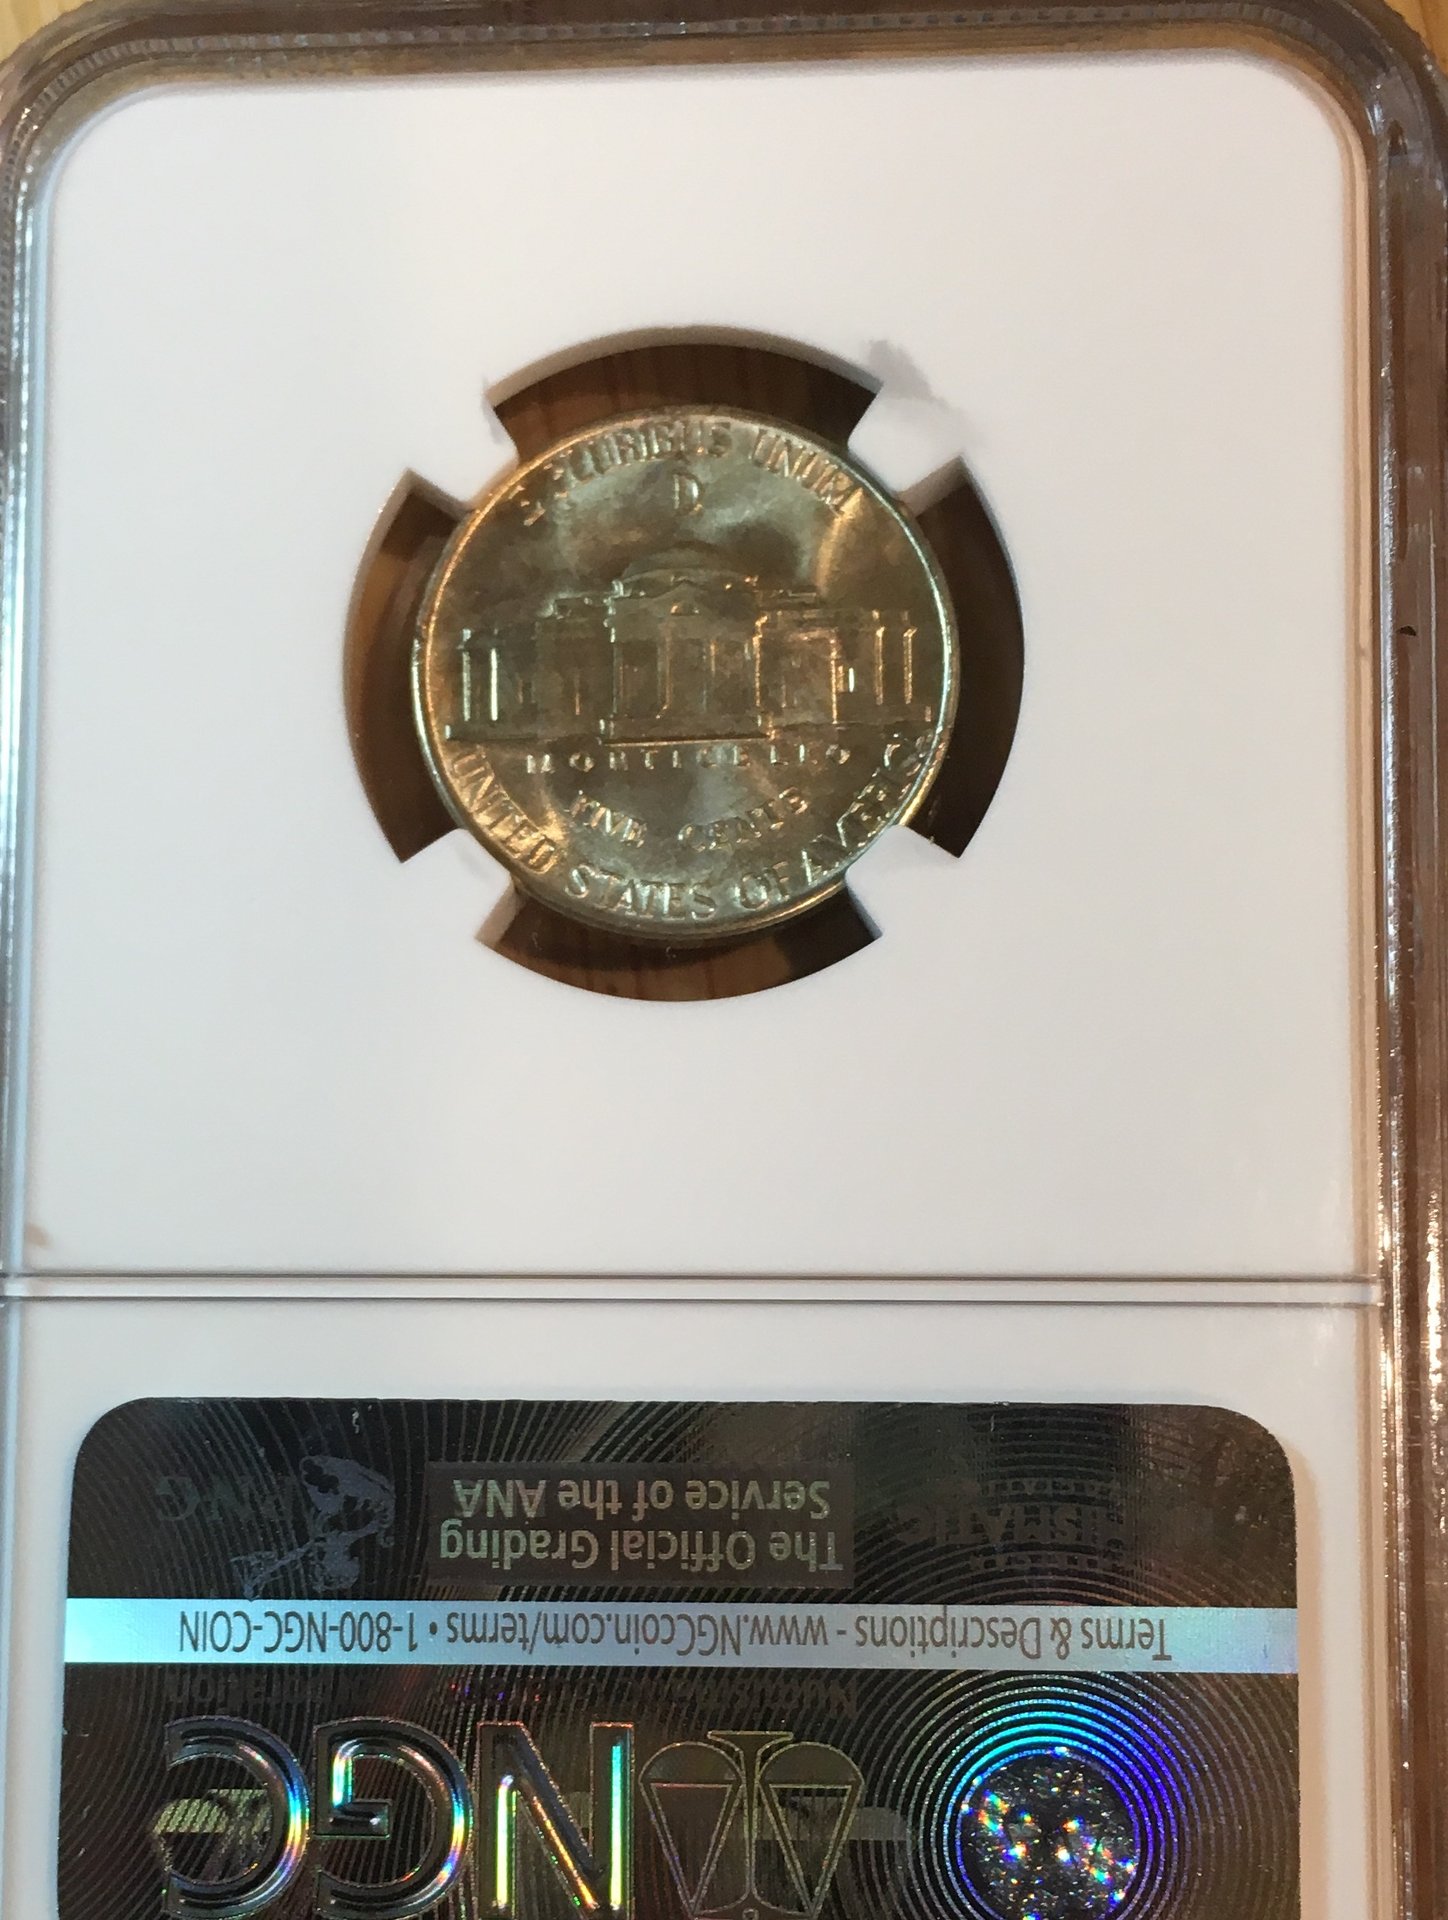 E PLURIBUS UNUM
D
MONTICELLO
FIVE CENTS
UNITED STATES OF AMERICA
NGC
Terms & Descriptions - www.NGCcoin.com/terms • 1-800-NGC-COIN
The Official Grading
Service of the ANA